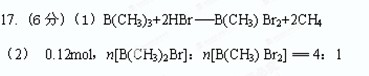 17. (6分) (1) B(CH₃)₃+2HBr—B(CH₃) Br₂+2CH₄
(2) 0.12mol, n[B(CH₃)₂Br]: n[B(CH₃) Br₂] ═ 4: 1